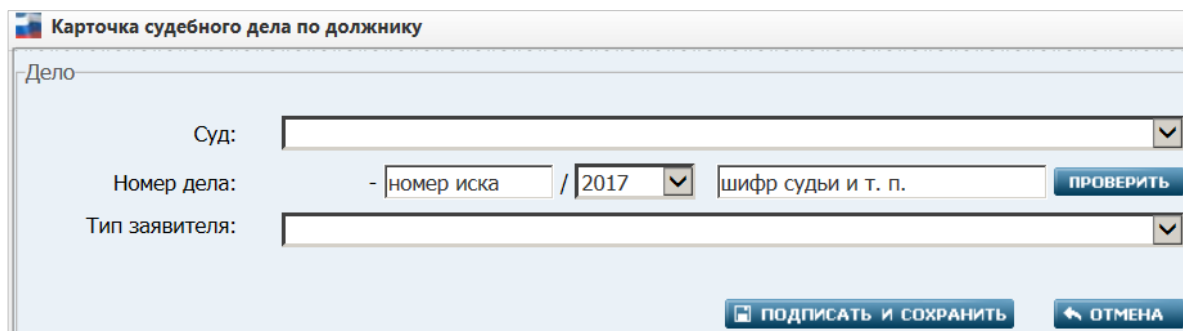 Карточка судебного дела по должнику
Дело
Суд:
Номер дела: - номер иска / 2017 шифр судьи и т. п. ПРОВЕРИТЬ
Тип заявителя:
ПОДПИСАТЬ И СОХРАНИТЬ ОТМЕНА